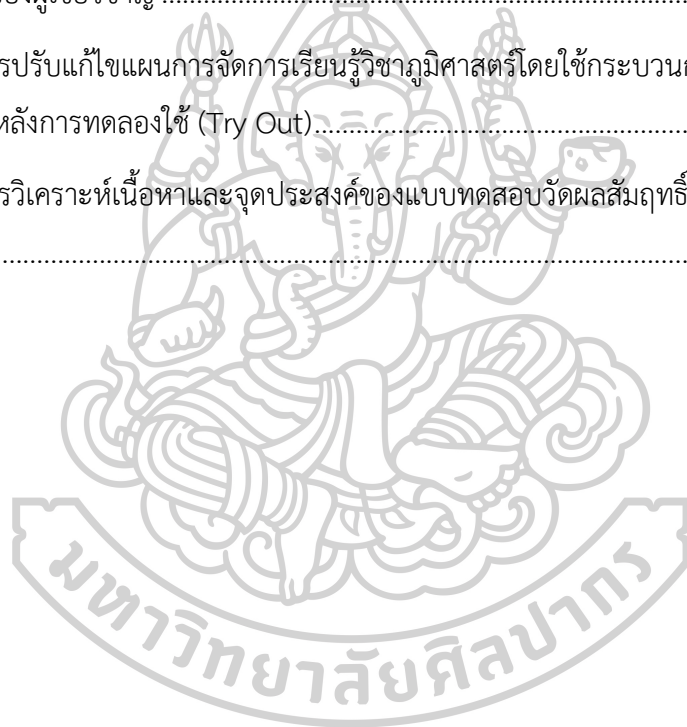 รปรับแก้ไขแผนการจัดการเรียนรู้วิชาภูมิศาสตร์โดยใช้กระบวนก
หลังการทดลองใช้ (Try Out)..........................................................
รวิเคราะห์เนื้อหาและจุดประสงค์ของแบบทดสอบวัดผลสัมฤทธิ์
..........................................................................................................
มหาวิทยาลัยศิลปากร